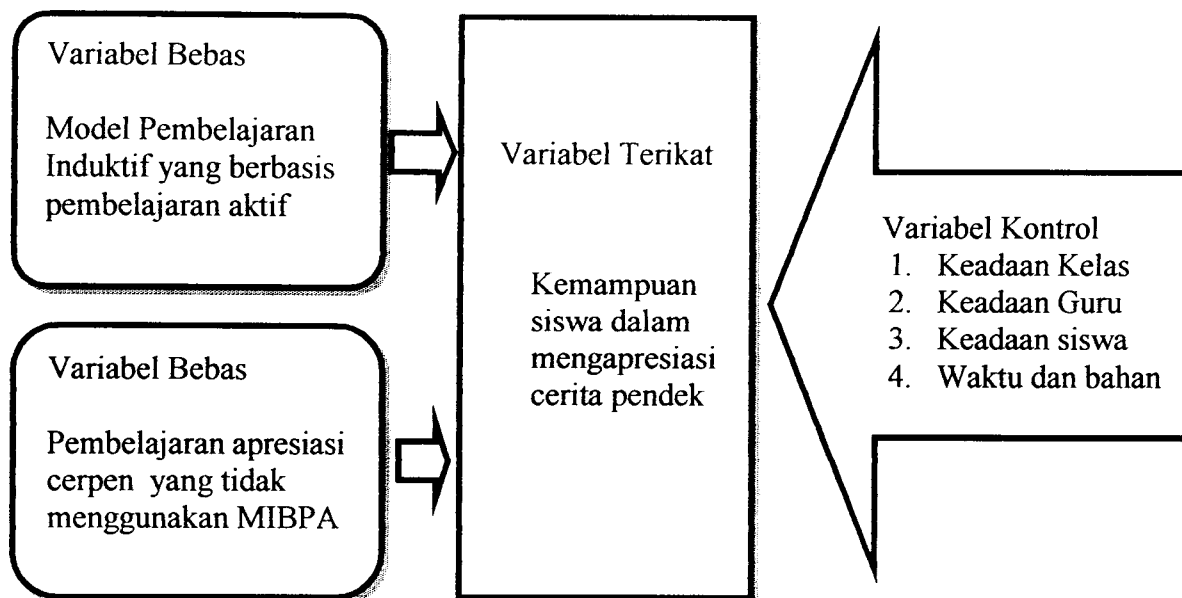 Variabel Bebas
Model Pembelajaran
Induktif yang berbasis
pembelajaran aktif
Variabel Bebas
Pembelajaran apresiasi
cerpen yang tidak
menggunakan MIBPA
Variabel Terikat
Kemampuan
siswa dalam
mengapresiasi
cerita pendek
Variabel Kontrol
1. Keadaan Kelas
2. Keadaan Guru
3. Keadaan siswa
4. Waktu dan bahan